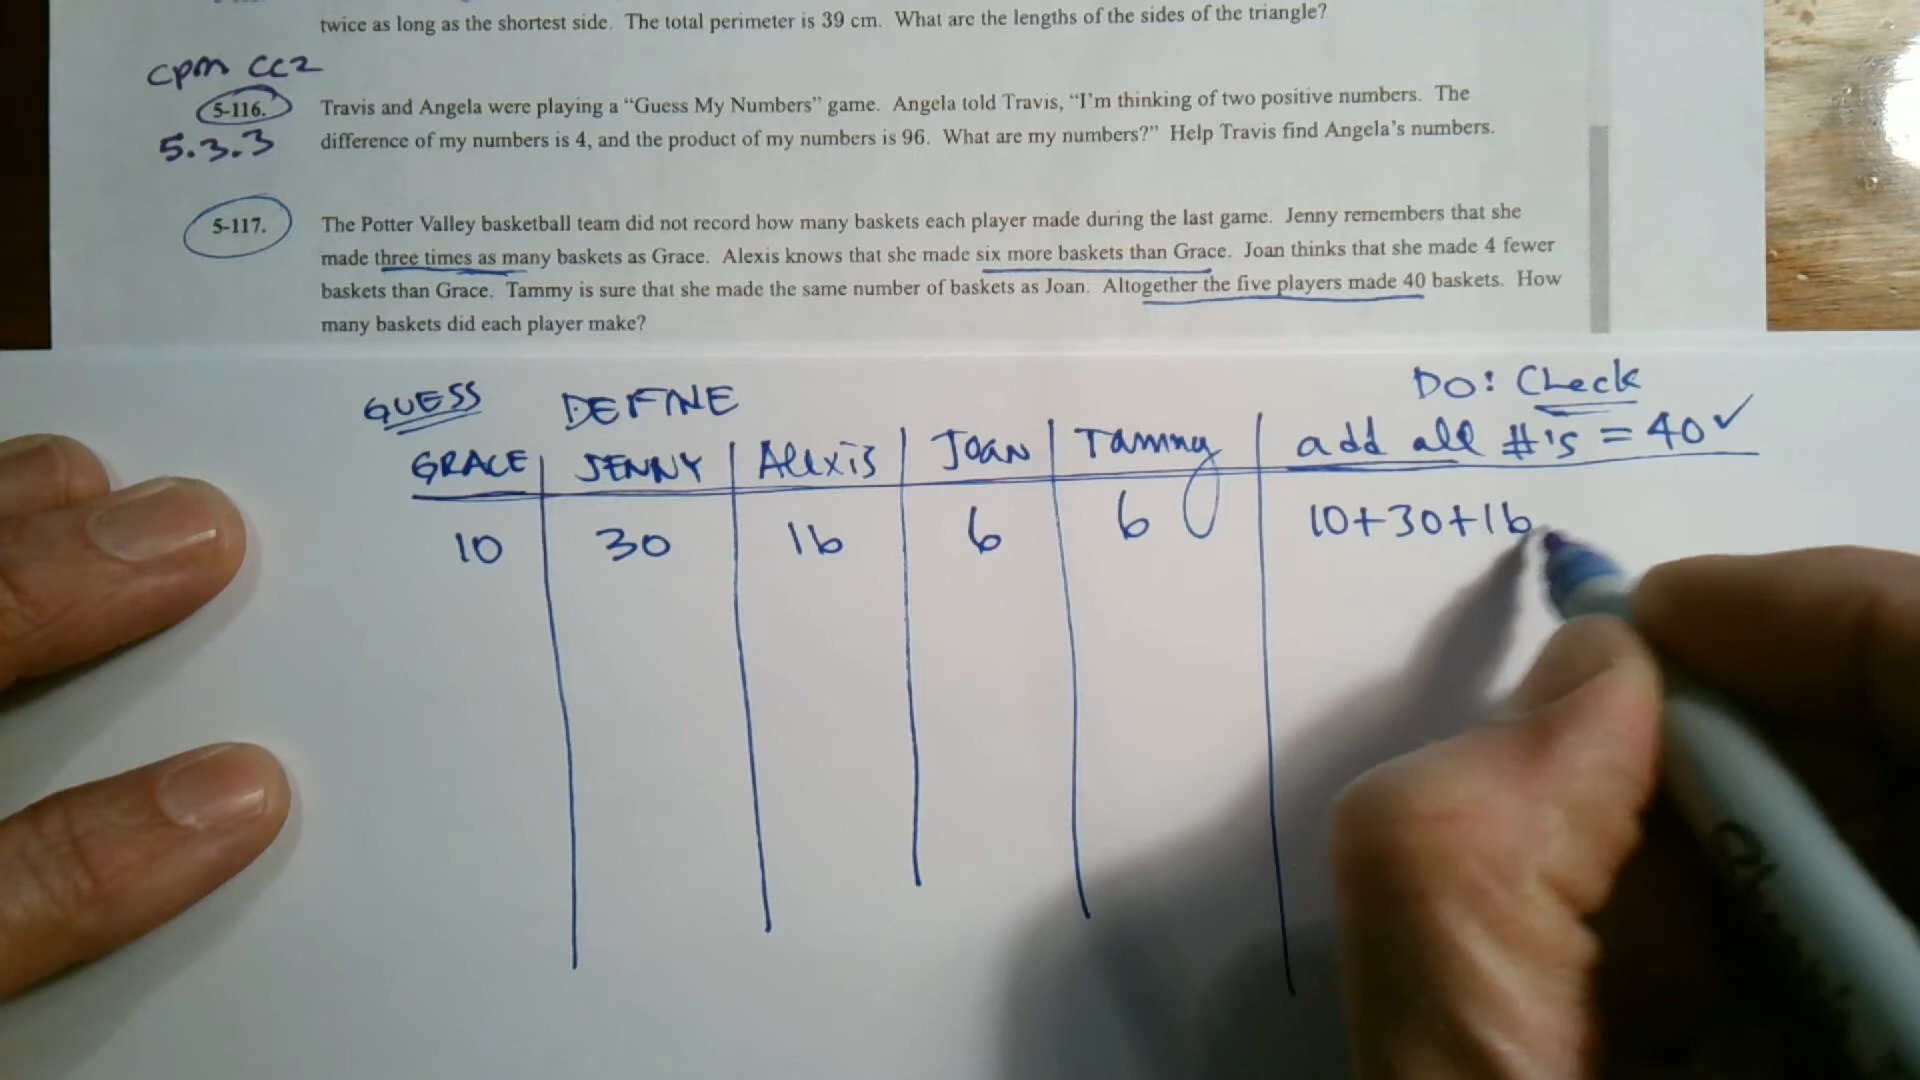 twice as long as the shortest side. The total perimeter is 39 cm. What are the lengths of the sides of the triangle?
cpm cc2
5-116. Travis and Angela were playing a “Guess My Numbers” game. Angela told Travis, “I’m thinking of two positive numbers. The
5.3.3 difference of my numbers is 4, and the product of my numbers is 96. What are my numbers?” Help Travis find Angela’s numbers.
5-117. The Potter Valley basketball team did not record how many baskets each player made during the last game. Jenny remembers that she
made three times as many baskets as Grace. Alexis knows that she made six more baskets than Grace. Joan thinks that she made 4 fewer
baskets than Grace. Tammy is sure that she made the same number of baskets as Joan. Altogether the five players made 40 baskets. How
many baskets did each player make?
GUESS DEFINE DO: Check
GRACE JENNY Alexis JOAN Tammy add all #'s = 40 ✓
10 30 16 6 6 10+30+16